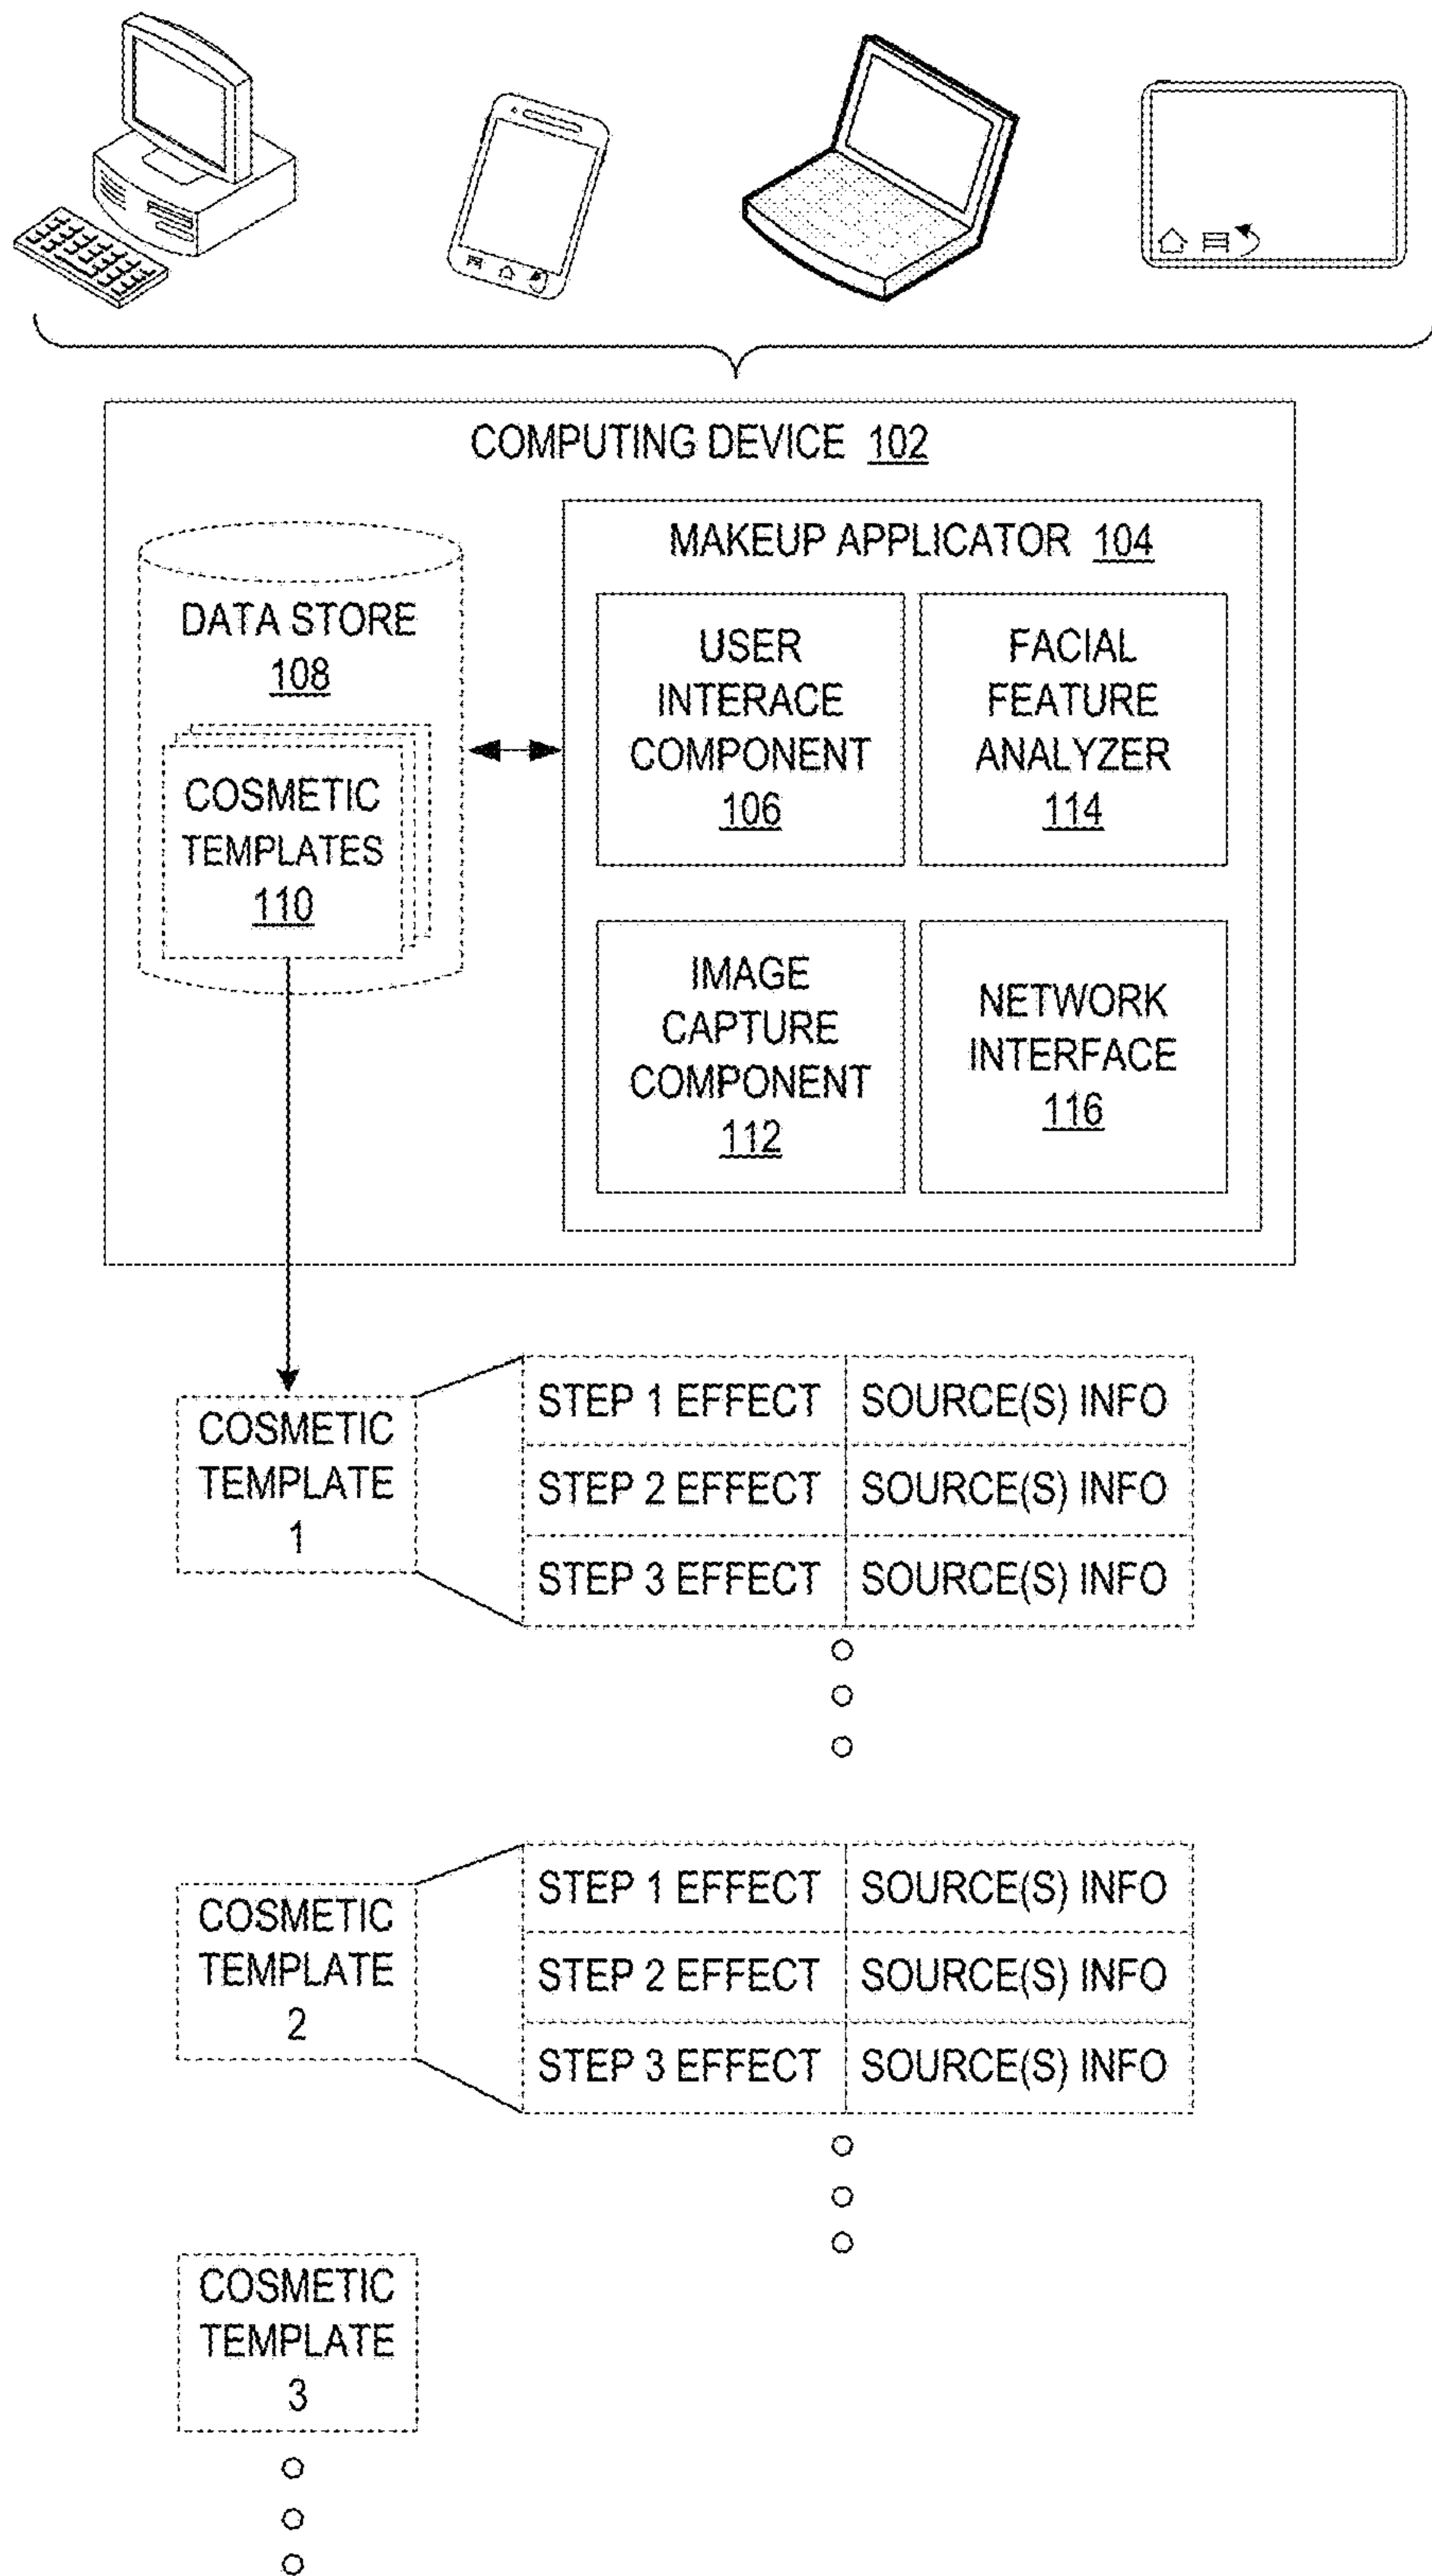 COMPUTING DEVICE 102
DATA STORE
108
COSMETIC
TEMPLATES
110
MAKEUP APPLICATOR 104
USER
INTERACE
COMPONENT
106
FACIAL
FEATURE
ANALYZER
114
IMAGE
CAPTURE
COMPONENT
112
NETWORK
INTERFACE
116
COSMETIC
TEMPLATE
1
STEP 1 EFFECT SOURCE(S) INFO
STEP 2 EFFECT SOURCE(S) INFO
STEP 3 EFFECT SOURCE(S) INFO
COSMETIC
TEMPLATE
2
STEP 1 EFFECT SOURCE(S) INFO
STEP 2 EFFECT SOURCE(S) INFO
STEP 3 EFFECT SOURCE(S) INFO
COSMETIC
TEMPLATE
3